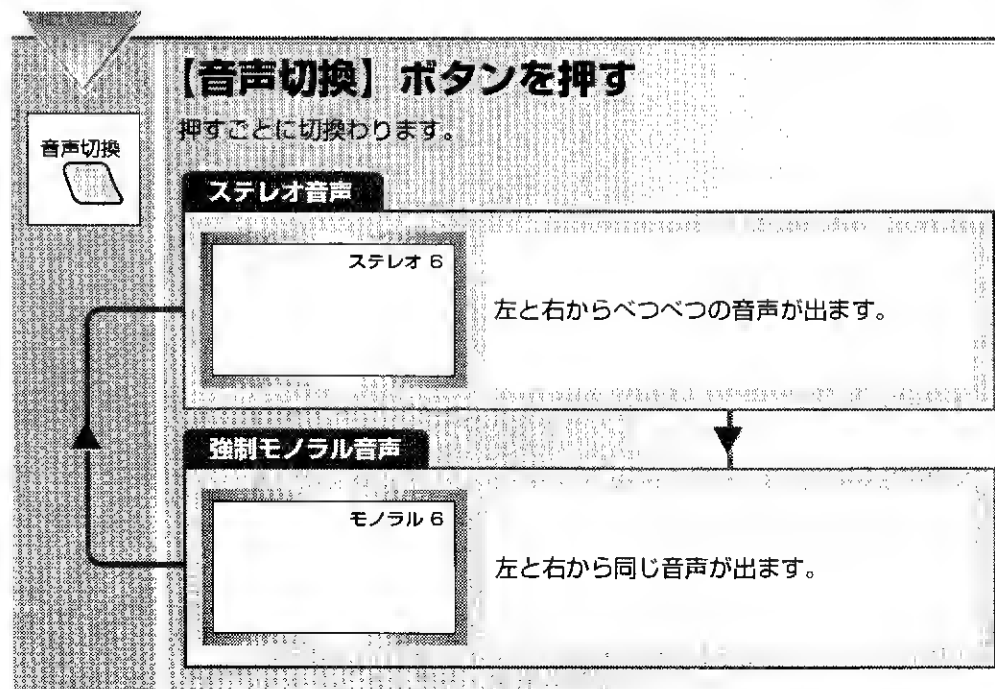 【音声切換】ボタンを押す
押すごとに切換わります。
音声切換
ステレオ音声
ステレオ 6
左と右からべつべつの音声が出ます。
強制モノラル音声
モノラル 6
左と右から同じ音声が出ます。